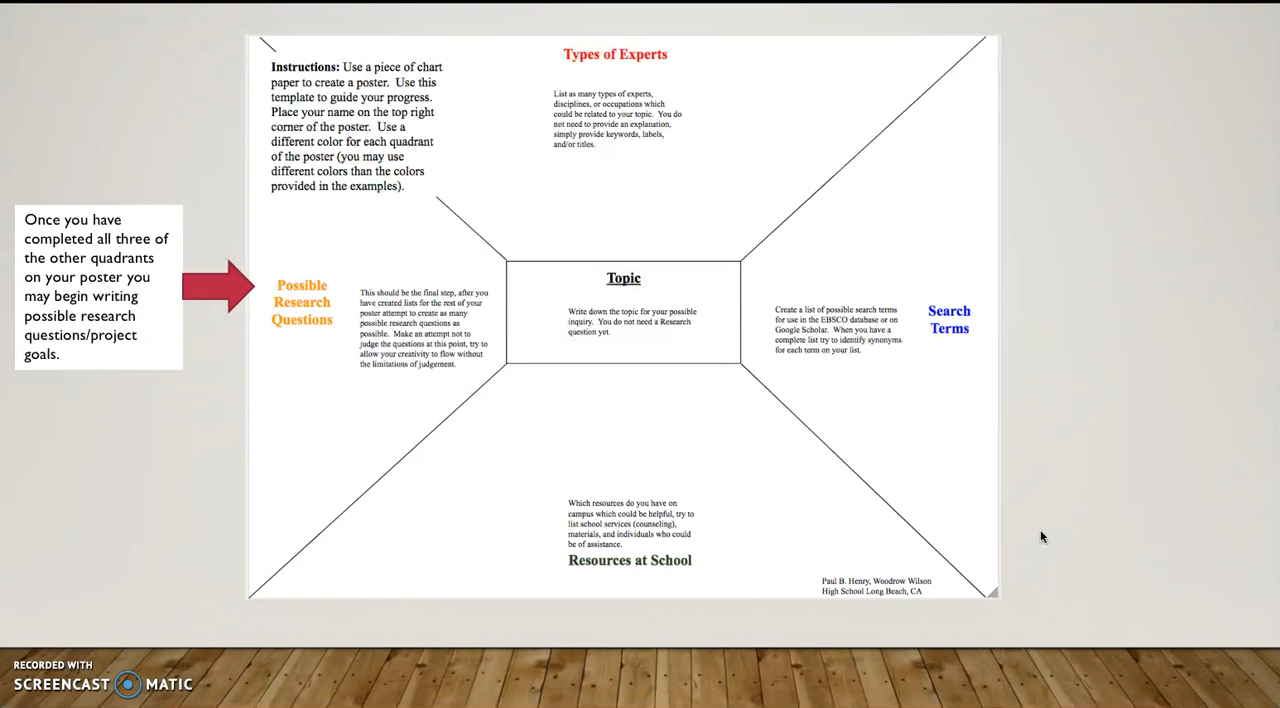 Types of Experts
Instructions: Use a piece of chart
paper to create a poster.  Use this
template to guide your progress.
Place your name on the top right
corner of the poster.  Use a
different color for each quadrant
of the poster (you may use
different colors than the colors
provided in the examples).
List as many types of experts,
disciplines, or occupations which
could be related to your topic.  You do
not need to provide an explanation,
simply provide keywords, labels,
and/or titles.
Once you have
completed all three of
the other quadrants
on your poster you
may begin writing
possible research
questions/project
goals.
Possible
Research
Questions
This should be the final step, after you
have created lists for the rest of your
poster attempt to create as many
possible research questions as
possible.  Make an attempt not to
judge the questions at this point, try to
allow your creativity to flow without
the limitations of judgement.
Topic
Write down the topic for your possible
inquiry.  You do not need a Research
question yet.
Create a list of possible search terms
for use in the EBSCO database or on
Google Scholar.  When you have a
complete list try to identify synonyms
for each term on your list.
Search
Terms
Which resources do you have on
campus which could be helpful, try to
list school services (counseling),
materials, and individuals who could
be of assistance.
Resources at School
Paul B. Henry, Woodrow Wilson
High School Long Beach, CA
RECORDED WITH
SCREENCAST MATIC